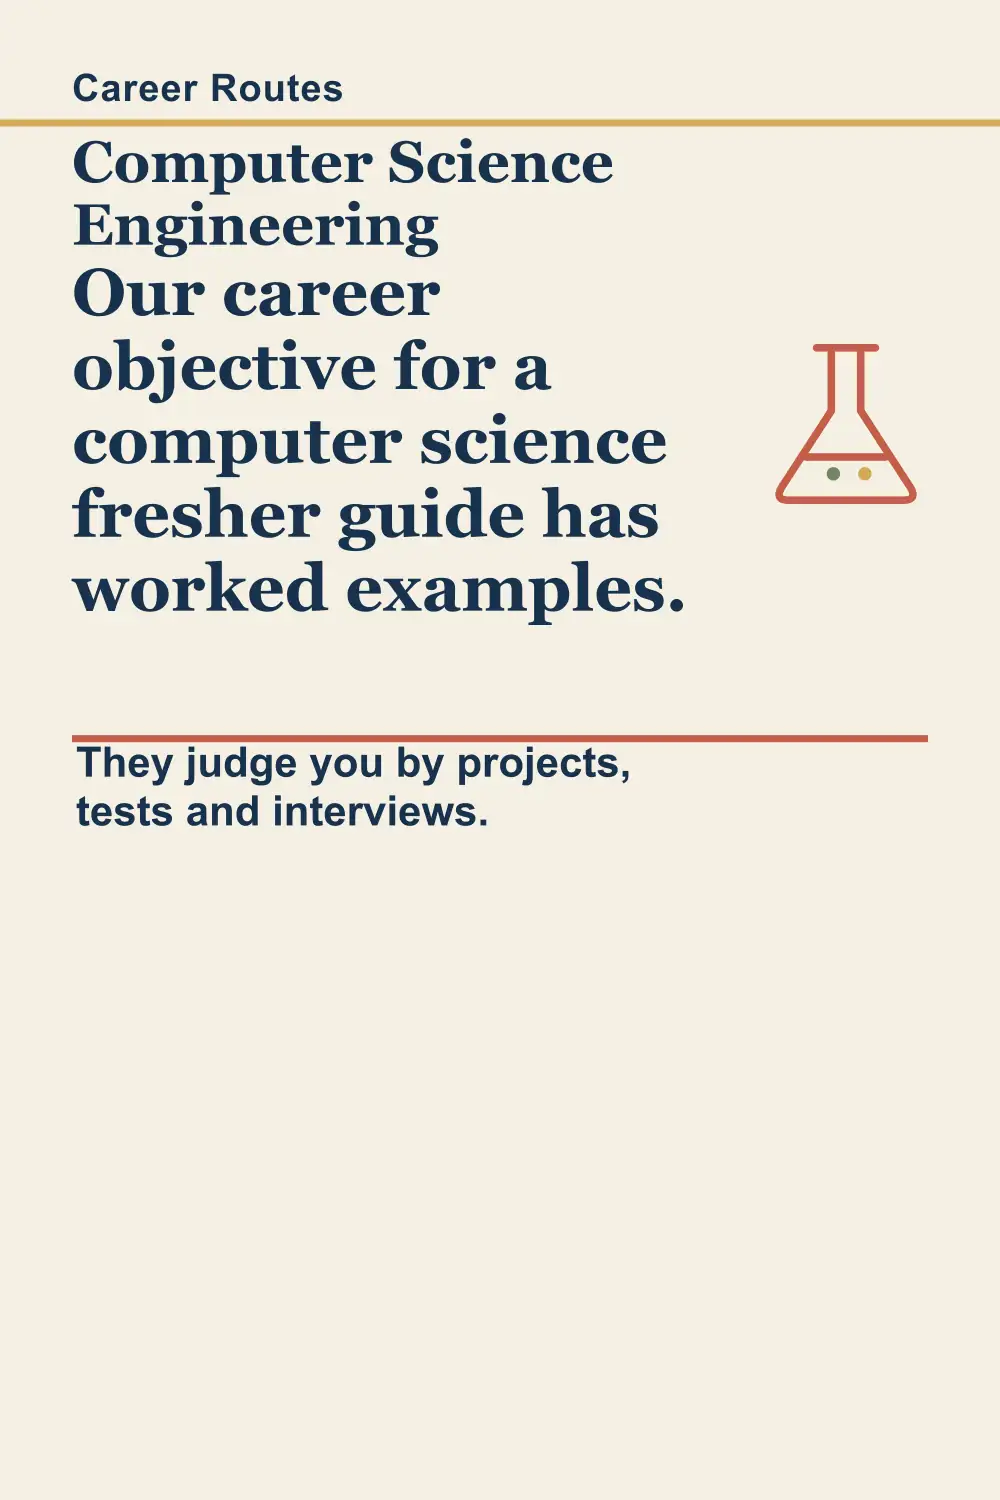 Career Routes
Computer Science
Engineering
Our career
objective for a
computer science
fresher guide has
worked examples.
They judge you by projects,
tests and interviews.